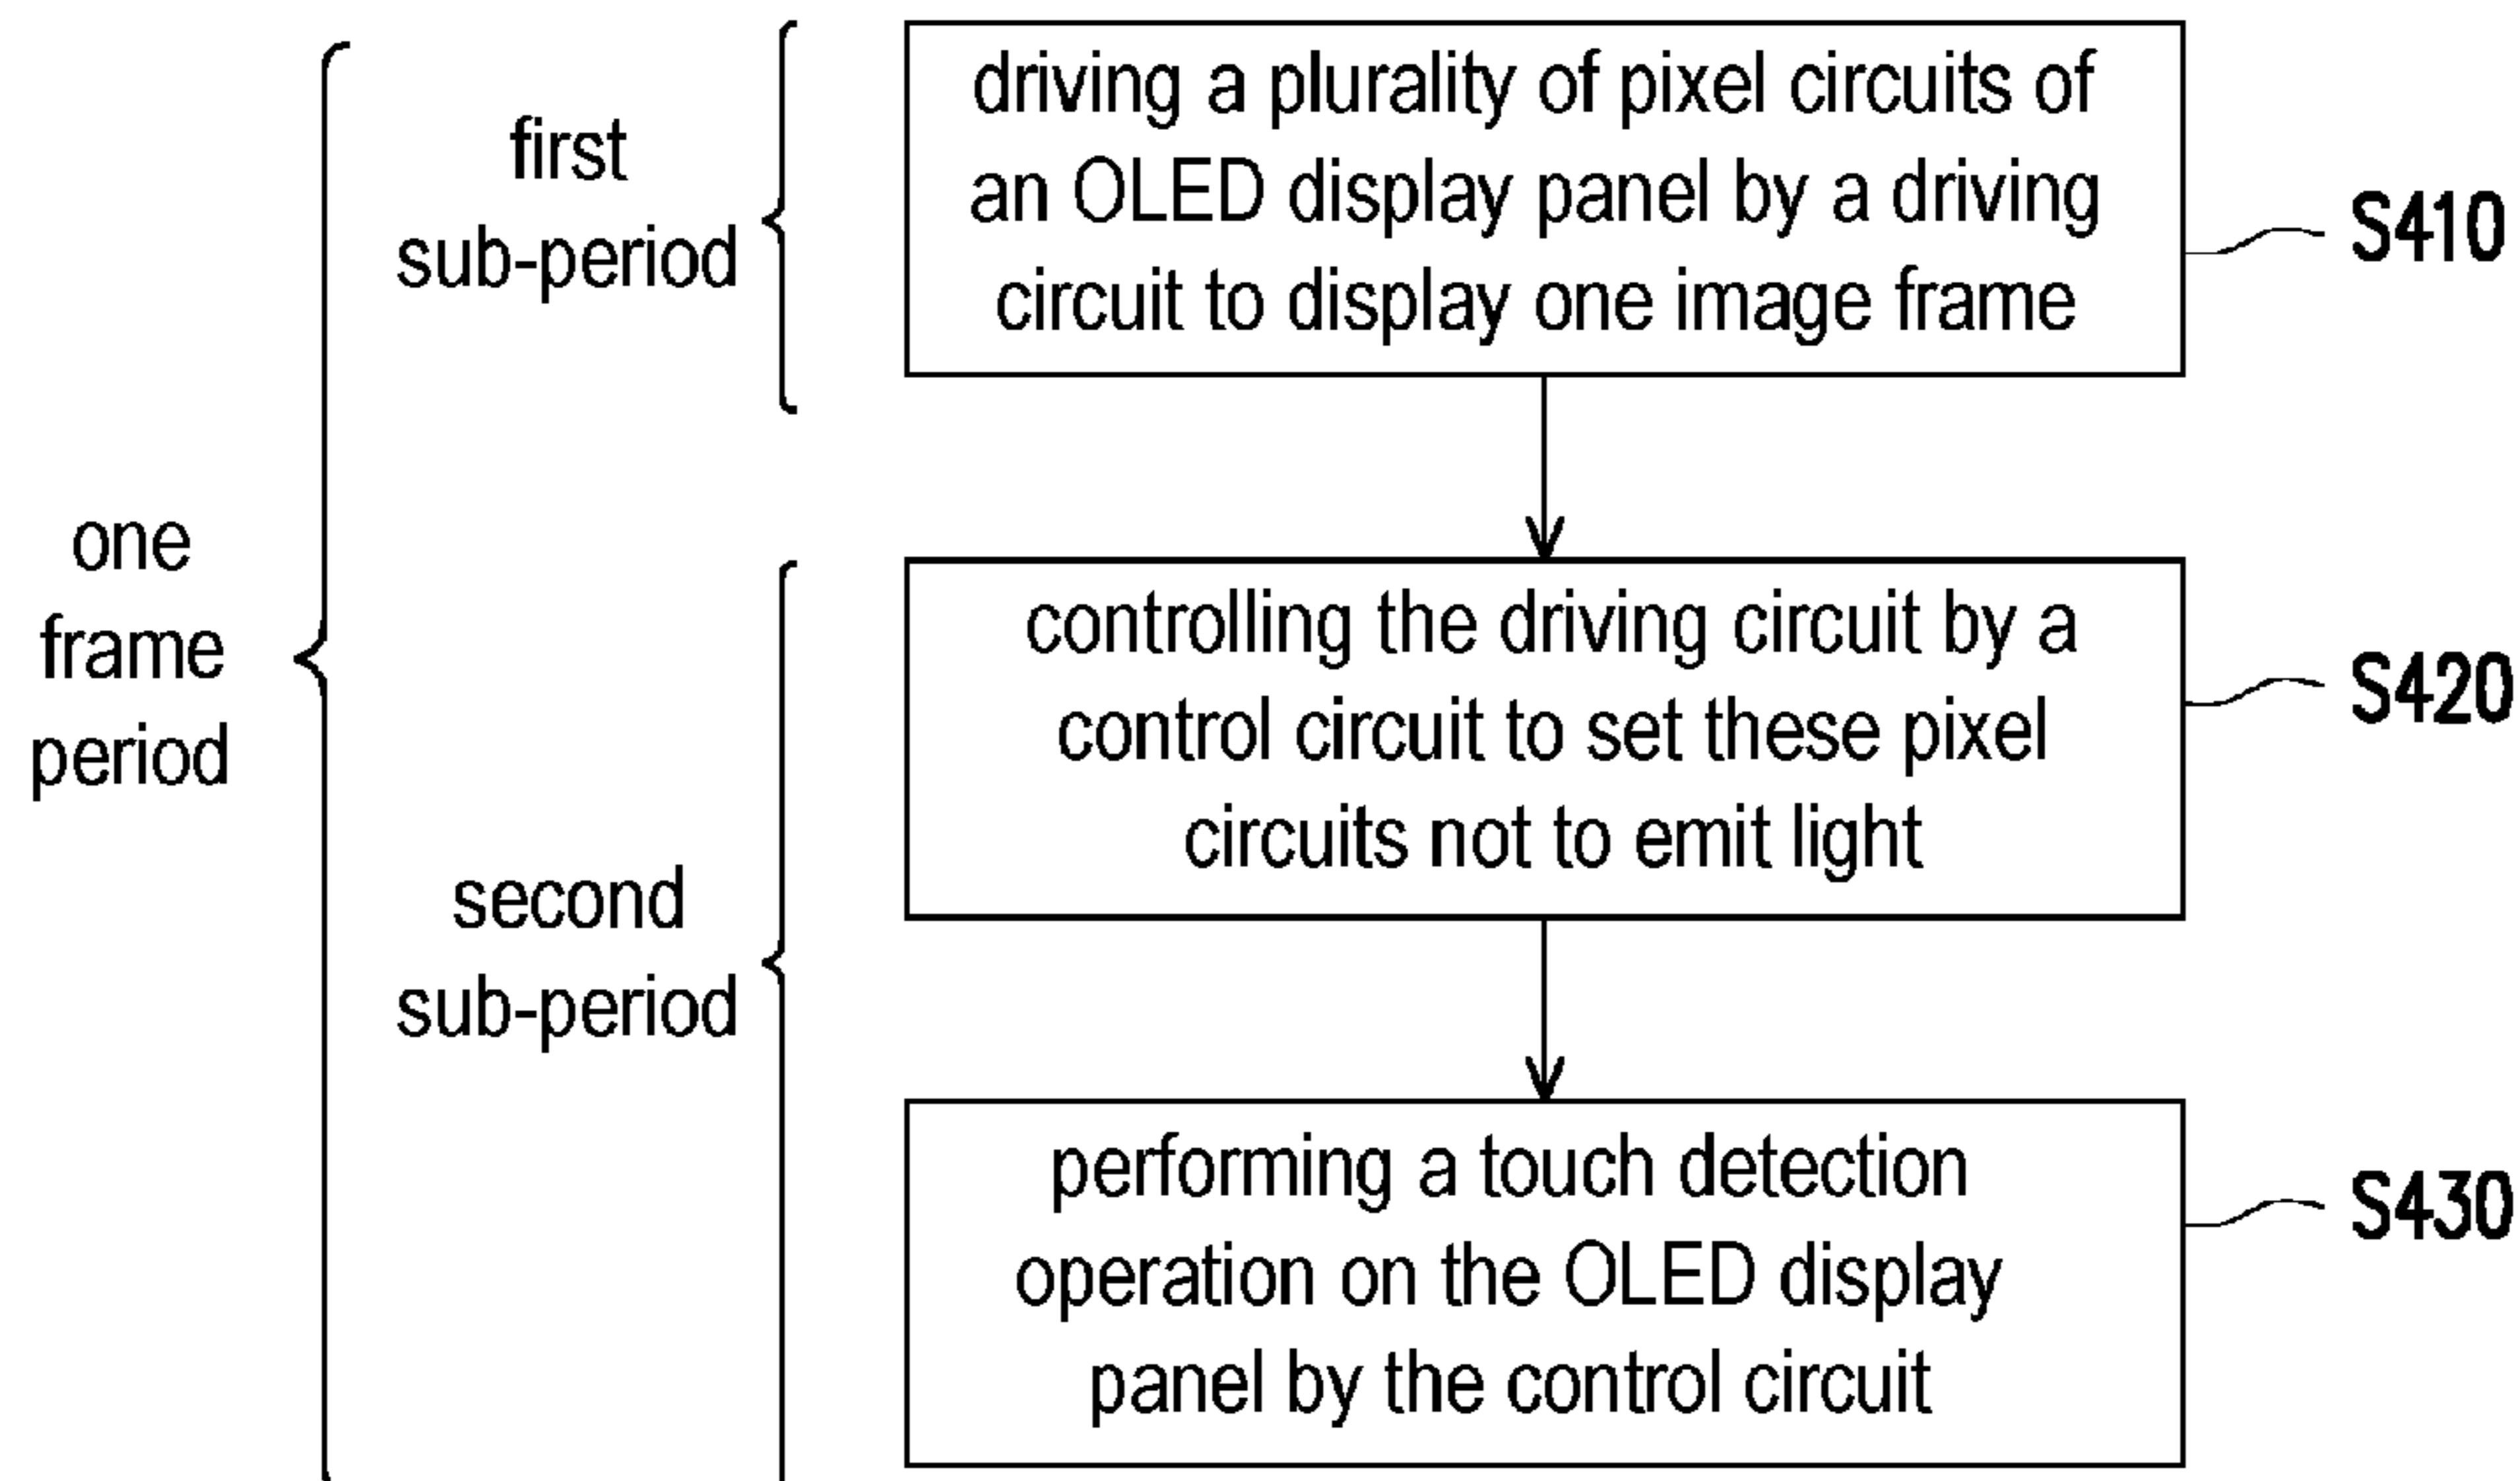 one
frame
period
first
sub-period
driving a plurality of pixel circuits of
an OLED display panel by a driving
circuit to display one image frame
S410
second
sub-period
controlling the driving circuit by a
control circuit to set these pixel
circuits not to emit light
S420
performing a touch detection
operation on the OLED display
panel by the control circuit
S430